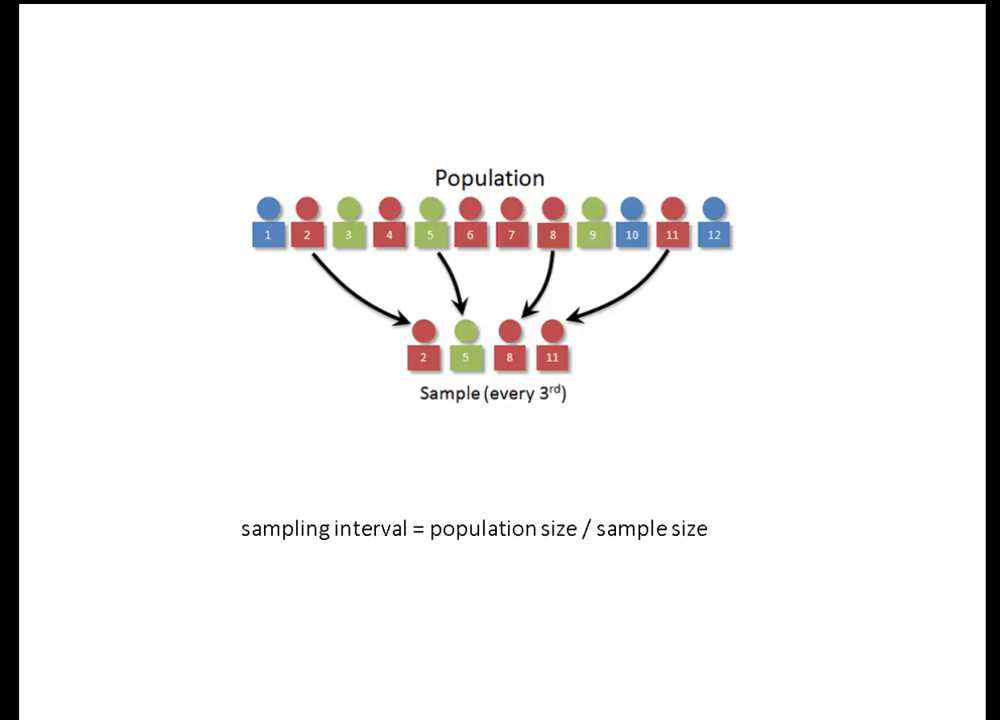 Population
1 2 3 4 5 6 7 8 9 10 11 12
2 5 8 11
Sample (every 3rd)
sampling interval = population size / sample size